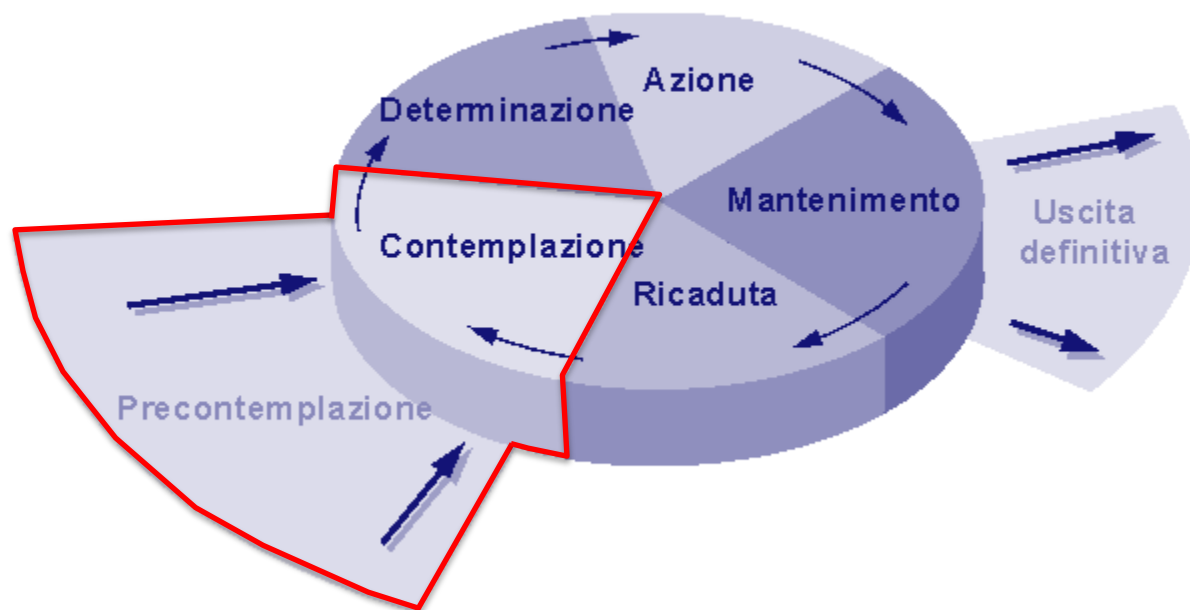 Azione
Determinazione
Mantenimento
Uscita
definitiva
Contemplazione
Ricaduta
Precontemplazione